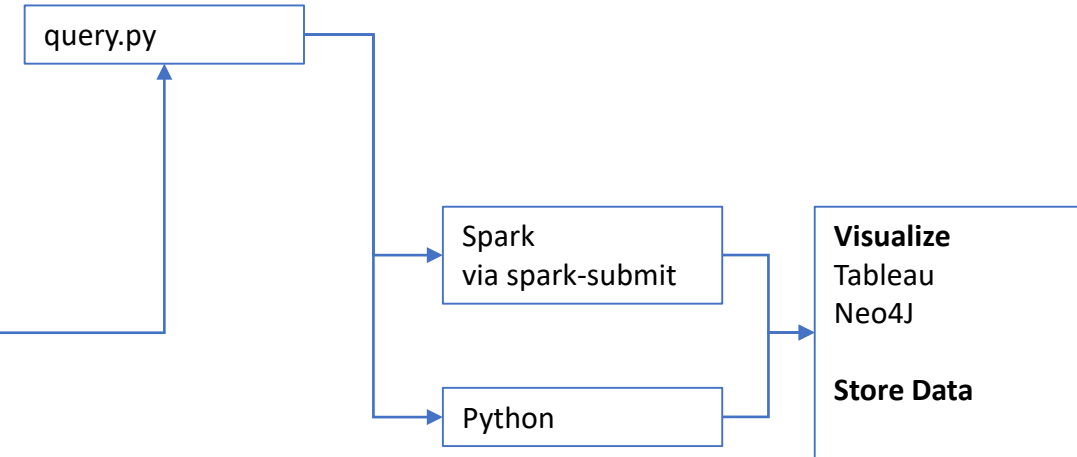 query.py
Spark
via spark-submit
Python
Visualize
Tableau
Neo4J
Store Data